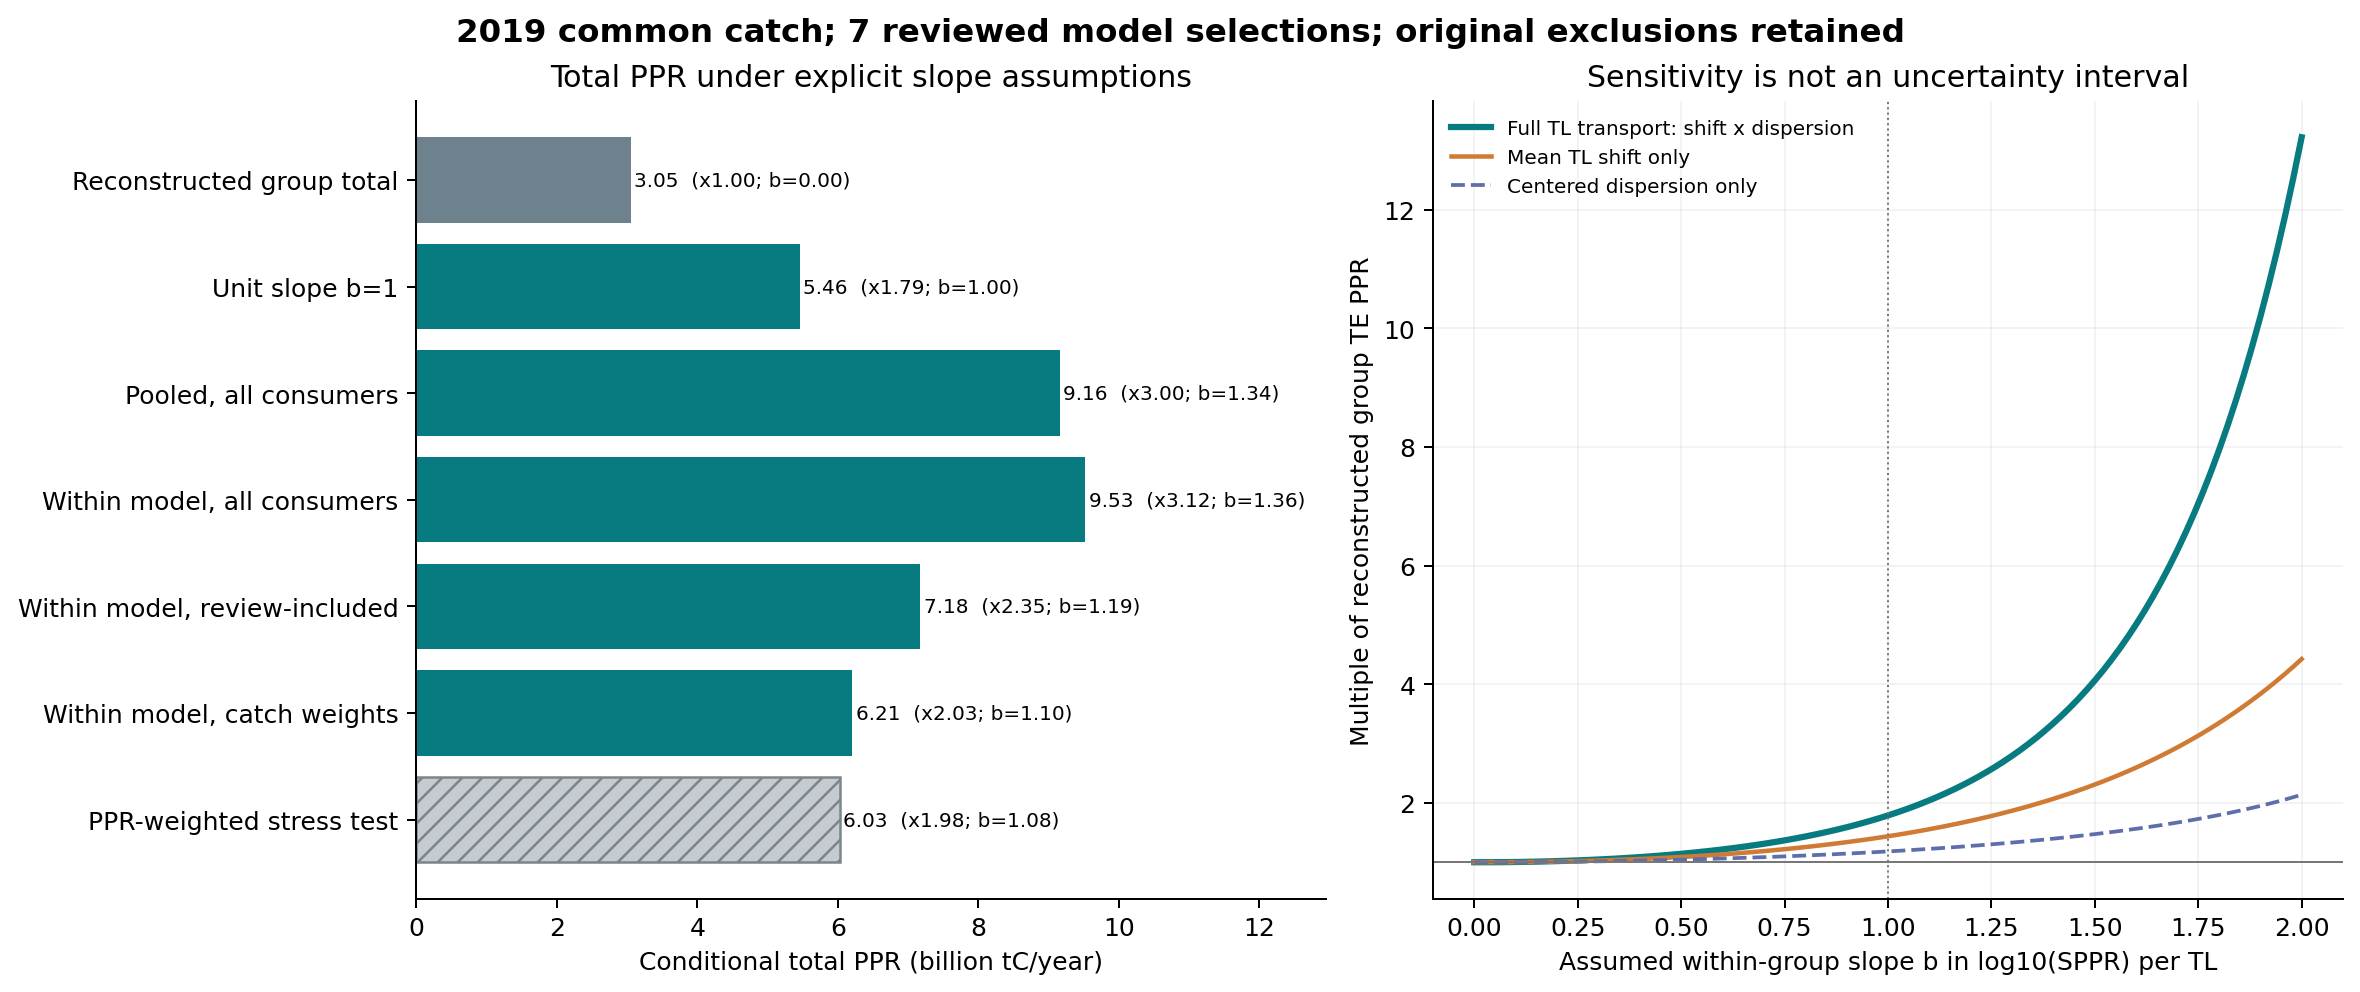 2019 common catch; 7 reviewed model selections; original exclusions retained
Total PPR under explicit slope assumptions
Reconstructed group total
3.05  (x1.00; b=0.00)
Unit slope b=1
5.46  (x1.79; b=1.00)
Pooled, all consumers
9.16  (x3.00; b=1.34)
Within model, all consumers
9.53  (x3.12; b=1.36)
Within model, review-included
7.18  (x2.35; b=1.19)
Within model, catch weights
6.21  (x2.03; b=1.10)
PPR-weighted stress test
6.03  (x1.98; b=1.08)
0 2 4 6 8 10 12
Conditional total PPR (billion tC/year)
Sensitivity is not an uncertainty interval
Full TL transport: shift x dispersion
Mean TL shift only
Centered dispersion only
Multiple of reconstructed group TE PPR
12
10
8
6
4
2
0.00 0.25 0.50 0.75 1.00 1.25 1.50 1.75 2.00
Assumed within-group slope b in log10(SPPR) per TL